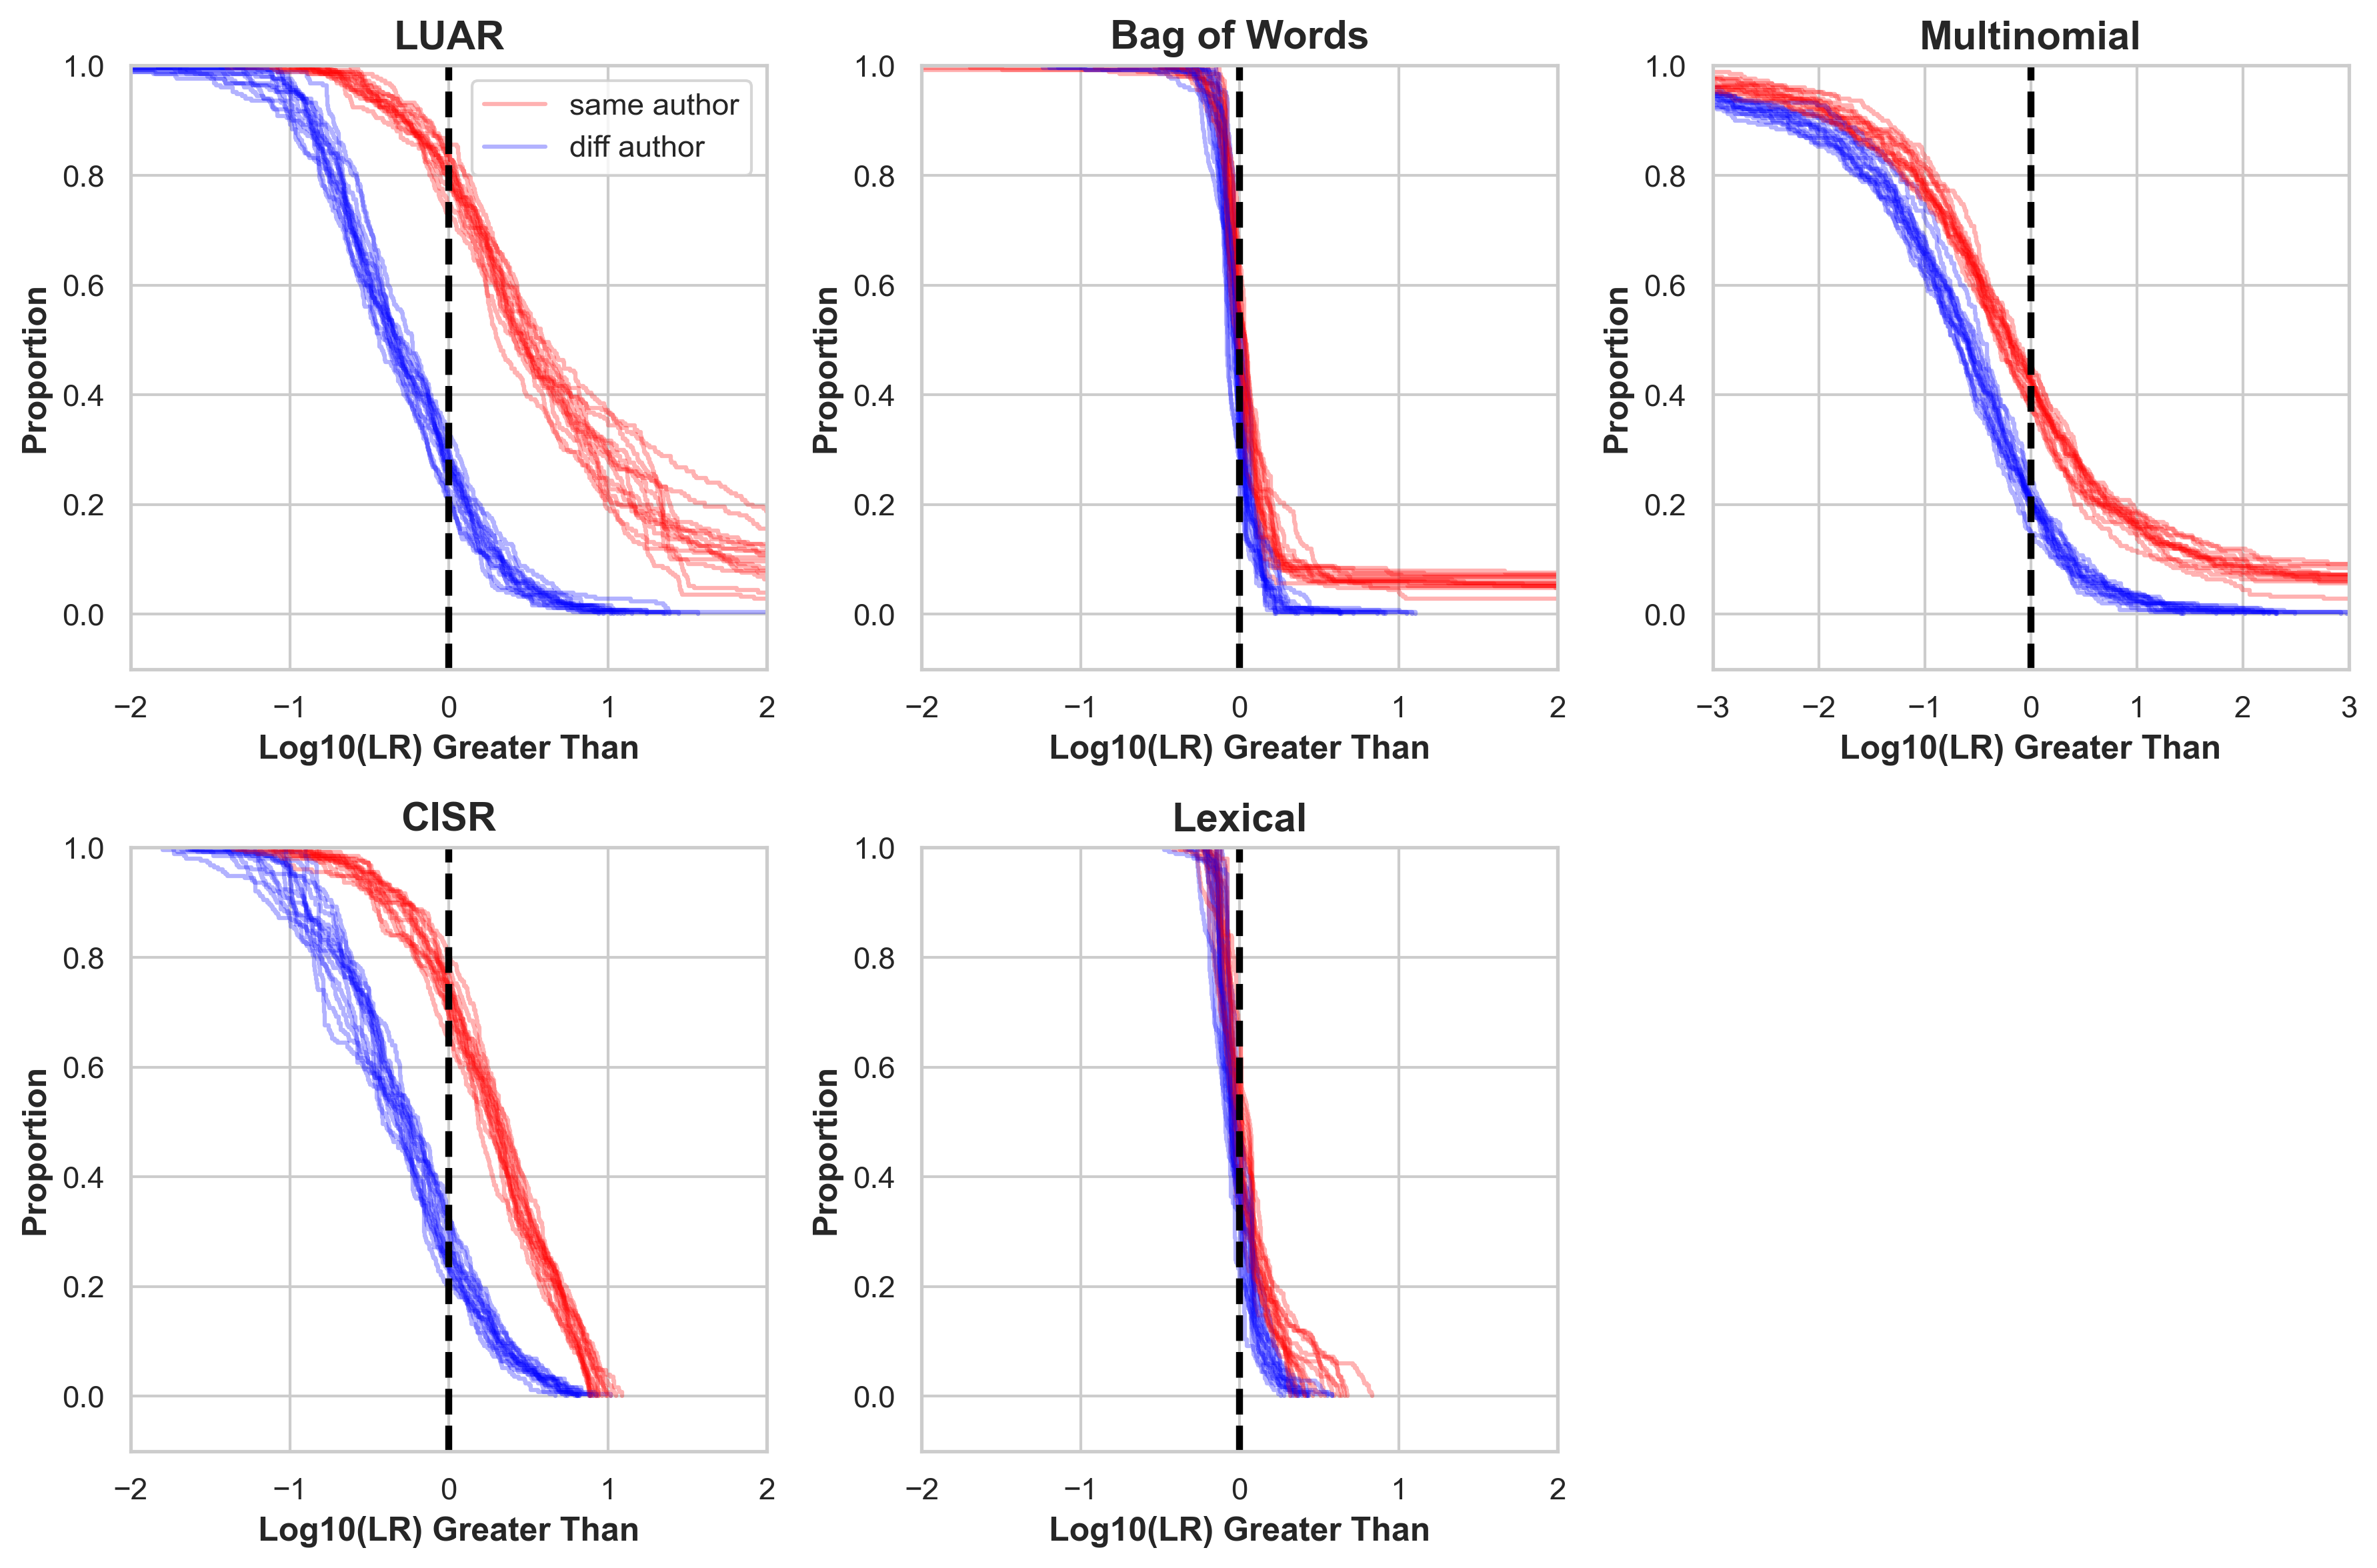 LUAR
1.0
0.8
0.6
0.4
0.2
0.0
Proportion
same author
diff author
−2 −1 0 1 2
Log10(LR) Greater Than
Bag of Words
1.0
0.8
0.6
0.4
0.2
0.0
Proportion
−2 −1 0 1 2
Log10(LR) Greater Than
Multinomial
1.0
0.8
0.6
0.4
0.2
0.0
Proportion
−3 −2 −1 0 1 2 3
Log10(LR) Greater Than
CISR
1.0
0.8
0.6
0.4
0.2
0.0
Proportion
−2 −1 0 1 2
Log10(LR) Greater Than
Lexical
1.0
0.8
0.6
0.4
0.2
0.0
Proportion
−2 −1 0 1 2
Log10(LR) Greater Than